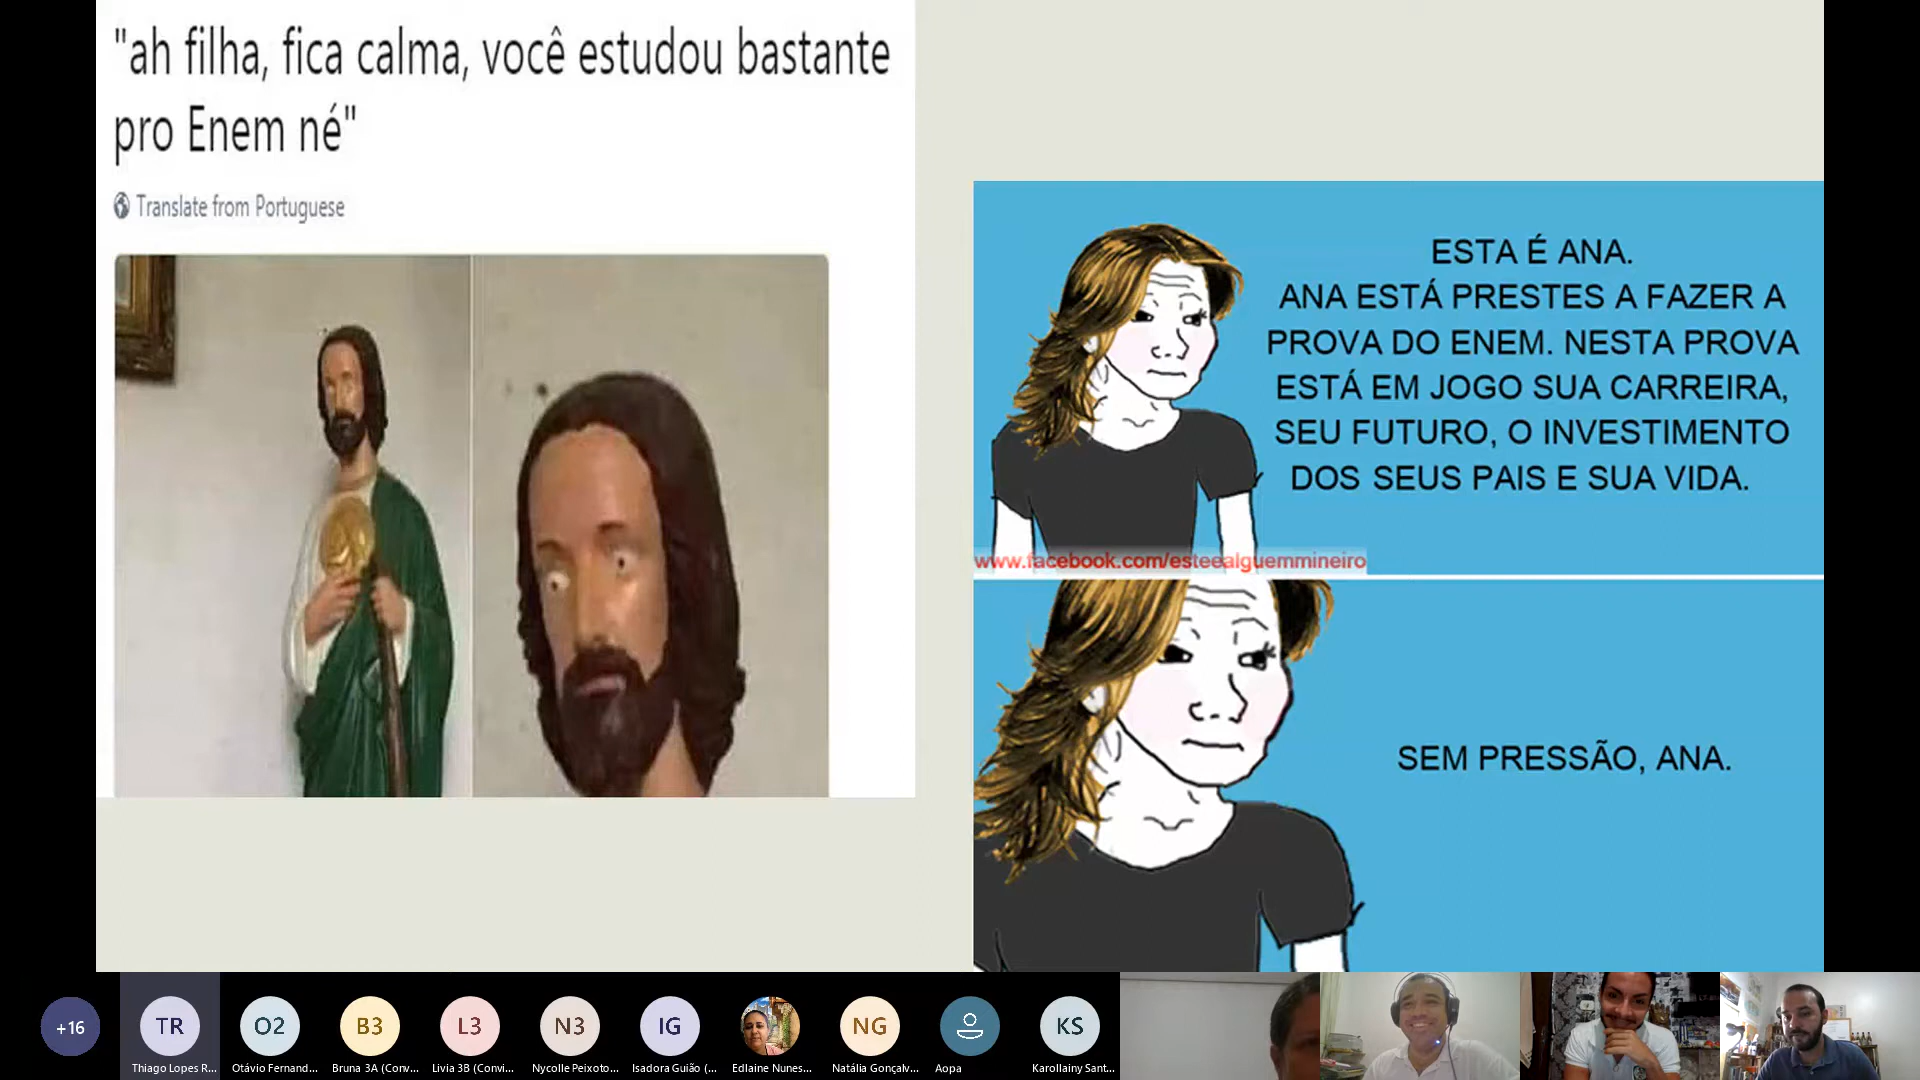 "ah filha, fica calma, você estudou bastante
pro Enem né"
Translate from Portuguese
ESTA É ANA.
ANA ESTÁ PRESTES A FAZER A
PROVA DO ENEM. NESTA PROVA
ESTÁ EM JOGO SUA CARREIRA,
SEU FUTURO, O INVESTIMENTO
DOS SEUS PAIS E SUA VIDA.
www.facebook.com/esteealguemmineiro
SEM PRESSÃO, ANA.
+16
TR
O2
B3
L3
N3
IG
NG
KS
Thiago Lopes R...
Otávio Fernand...
Bruna 3A (Conv...
Livia 3B (Convi...
Nycolle Peixoto...
Isadora Guião (...
Edlaine Nunes...
Natália Gonçalv...
Aopa
Karollainy Sant...